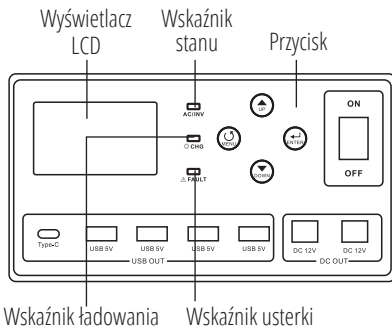 Wyświetlacz
LCD
Wskaźnik
stanu
Przycisk
AC/INV
CHG
FAULT
UP
MENU
ENTER
DOWN
ON
OFF
Type-C
USB 5V
USB 5V
USB 5V
USB 5V
USB OUT
DC 12V
DC 12V
DC OUT
Wskaźnik ładowania
Wskaźnik usterki